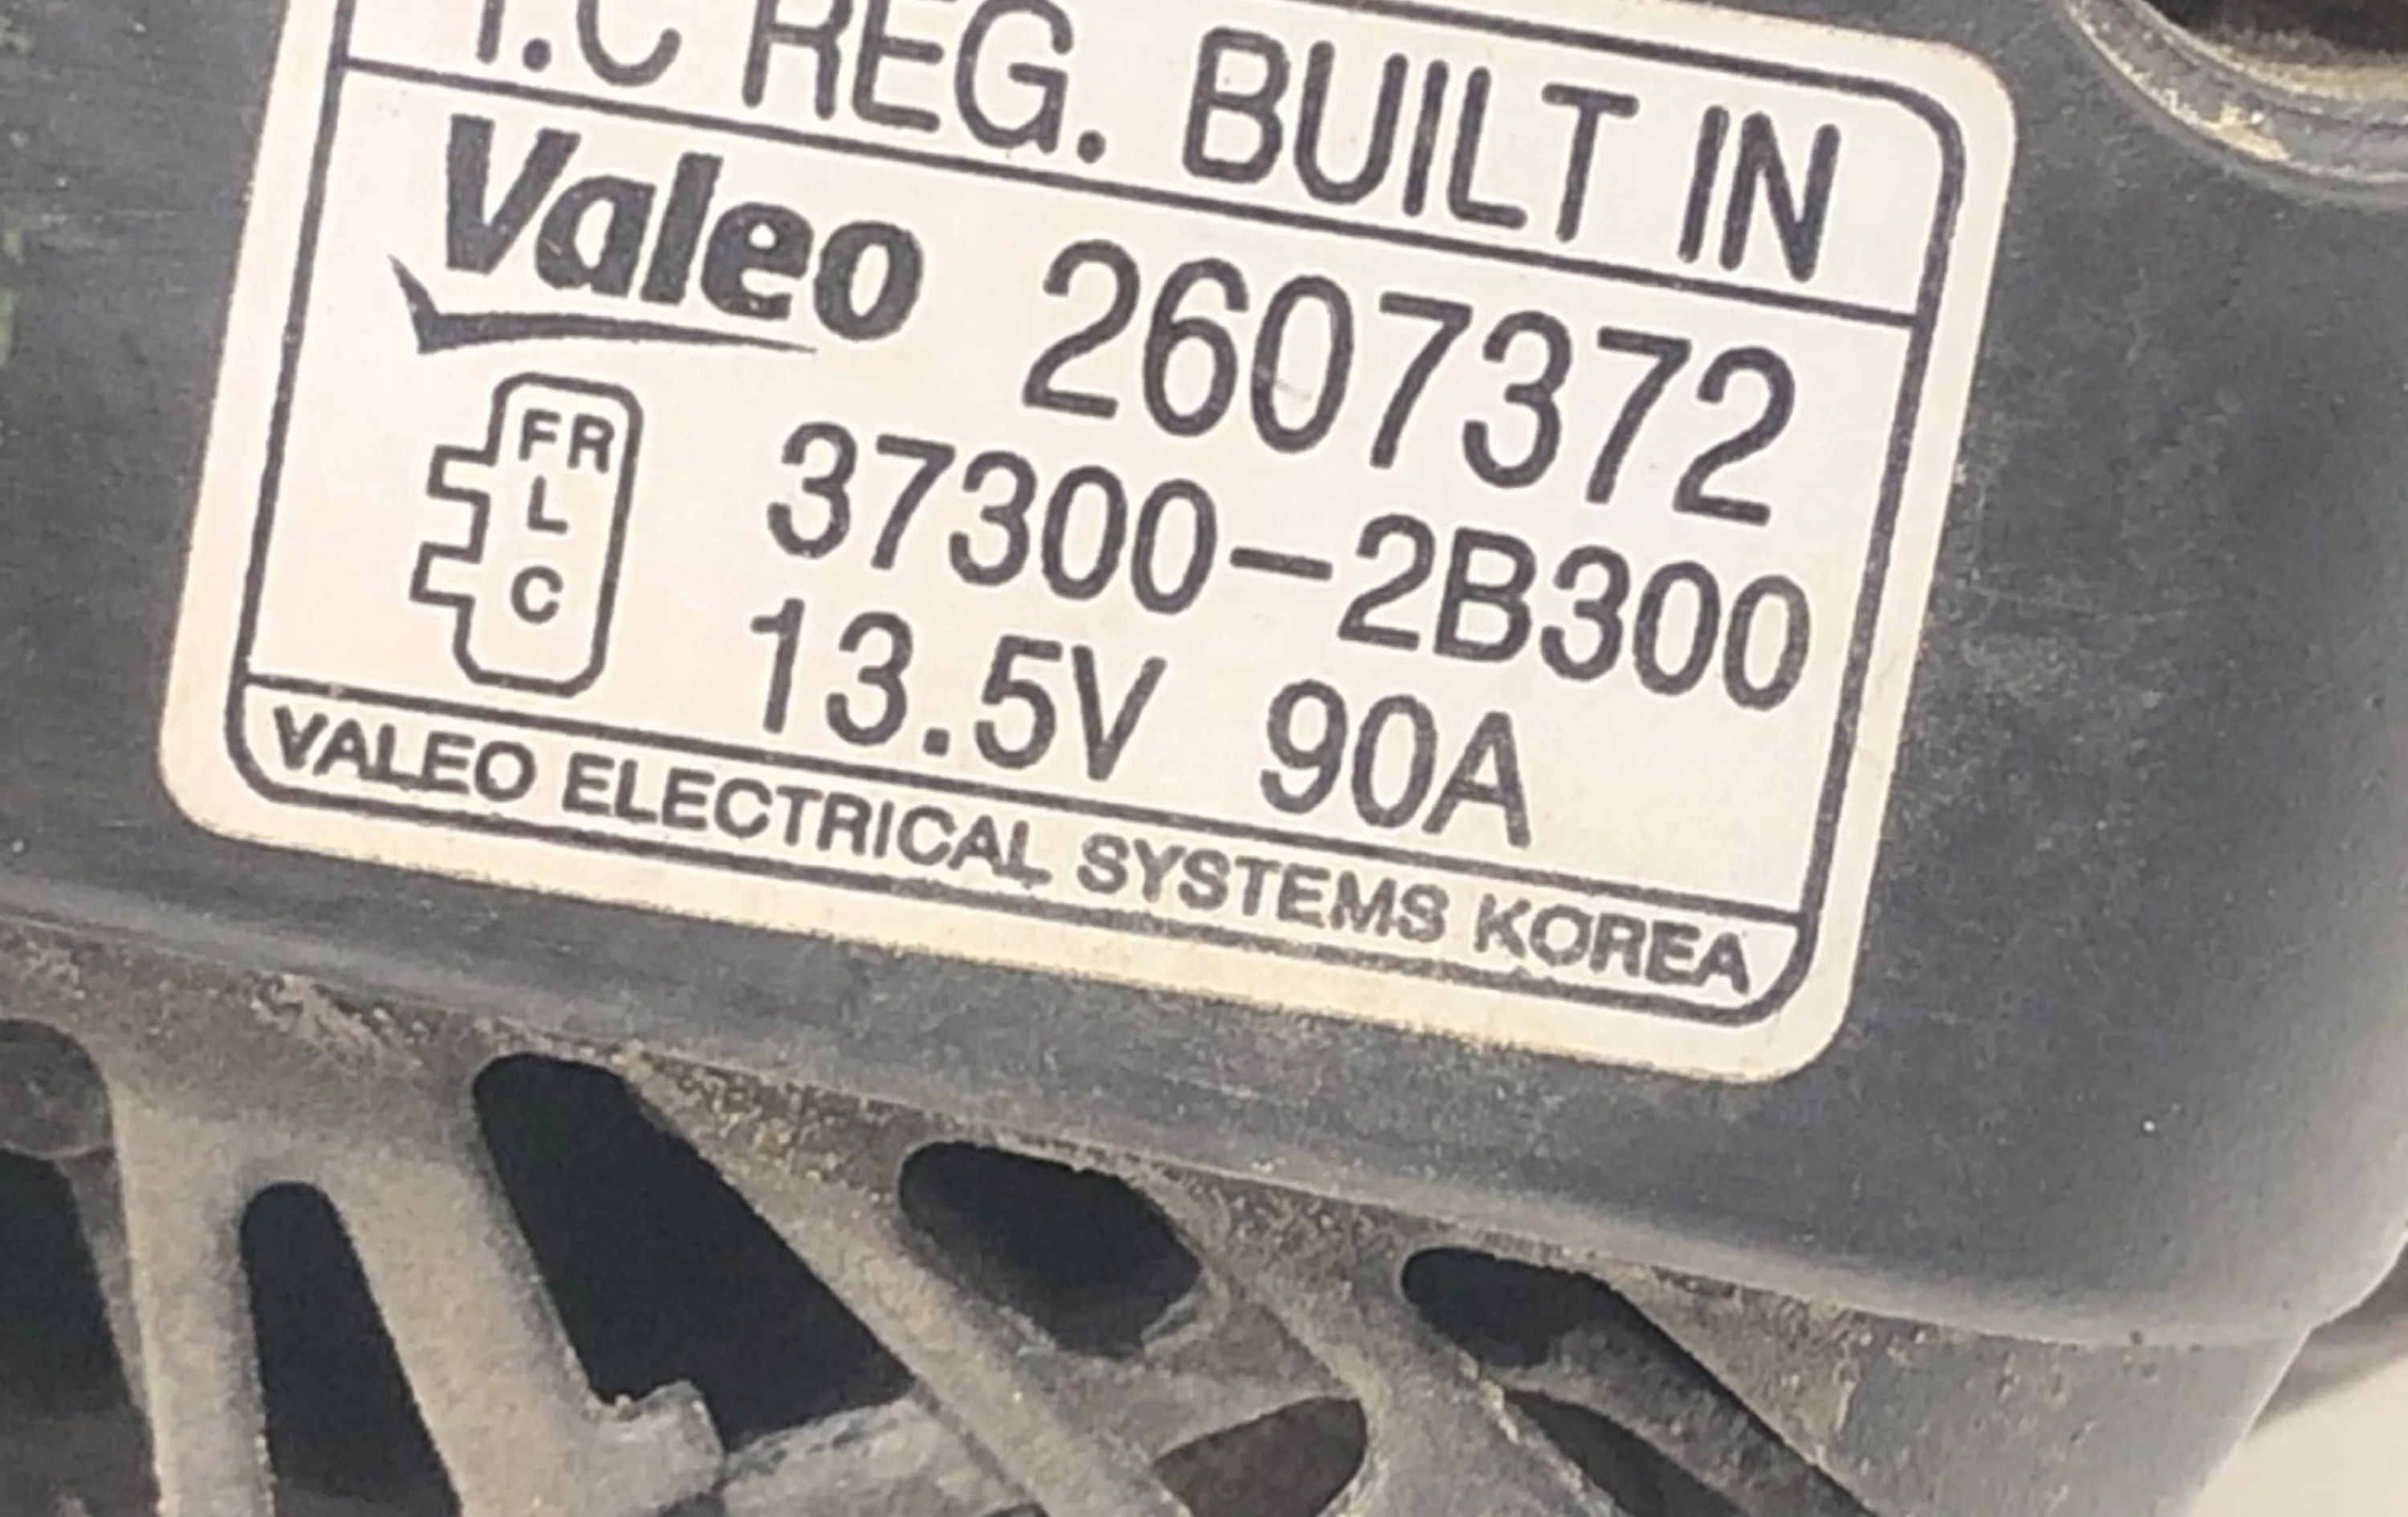 I.C REG. BUILT IN
Valeo 2607372
FR
L
C
37300-2B300
13.5V 90A
VALEO ELECTRICAL SYSTEMS KOREA